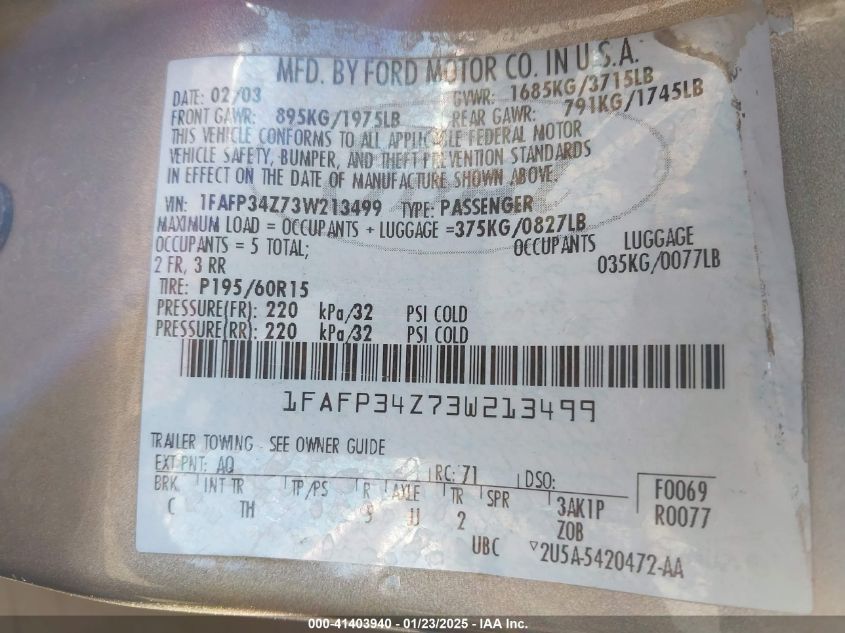 MFD. BY FORD MOTOR CO. IN U.S.A.
DATE: 02/03 GVWR: 1685KG/3715LB
FRONT GAWR: 895KG/1975LB REAR GAWR: 791KG/1745LB
THIS VEHICLE CONFORMS TO ALL APPLICABLE FEDERAL MOTOR
VEHICLE SAFETY, BUMPER, AND THEFT PREVENTION STANDARDS
IN EFFECT ON THE DATE OF MANUFACTURE SHOWN ABOVE.
VIN: 1FAFP34Z73W213499 TYPE: PASSENGER
MAXIMUM LOAD = OCCUPANTS + LUGGAGE =375KG/0827LB
OCCUPANTS = 5 TOTAL; OCCUPANTS LUGGAGE
2 FR, 3 RR 035KG/0077LB
TIRE: P195/60R15
PRESSURE(FR): 220 kPa/32 PSI COLD
PRESSURE(RR): 220 kPa/32 PSI COLD
1FAFP34Z73W213499
TRAILER TOWING - SEE OWNER GUIDE
EXT PNT: AQ RC: 71 DSO:
BRK INT TR TP/PS R AXLE TR SPR F0069
C TH 9 JJ 2 3AK1P R0077
Z0B
UBC 2U5A-5420472-AA
000-41403940 - 01/23/2025 - IAA Inc.